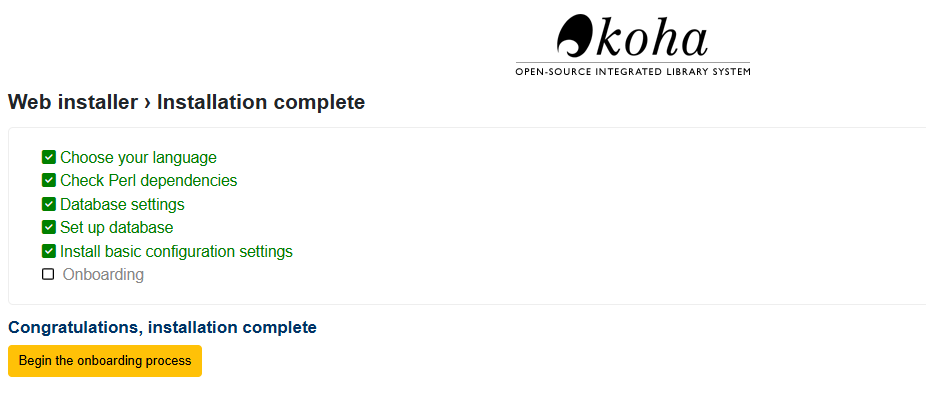 koha
OPEN-SOURCE INTEGRATED LIBRARY SYSTEM
Web installer › Installation complete
Choose your language
Check Perl dependencies
Database settings
Set up database
Install basic configuration settings
Onboarding
Congratulations, installation complete
Begin the onboarding process